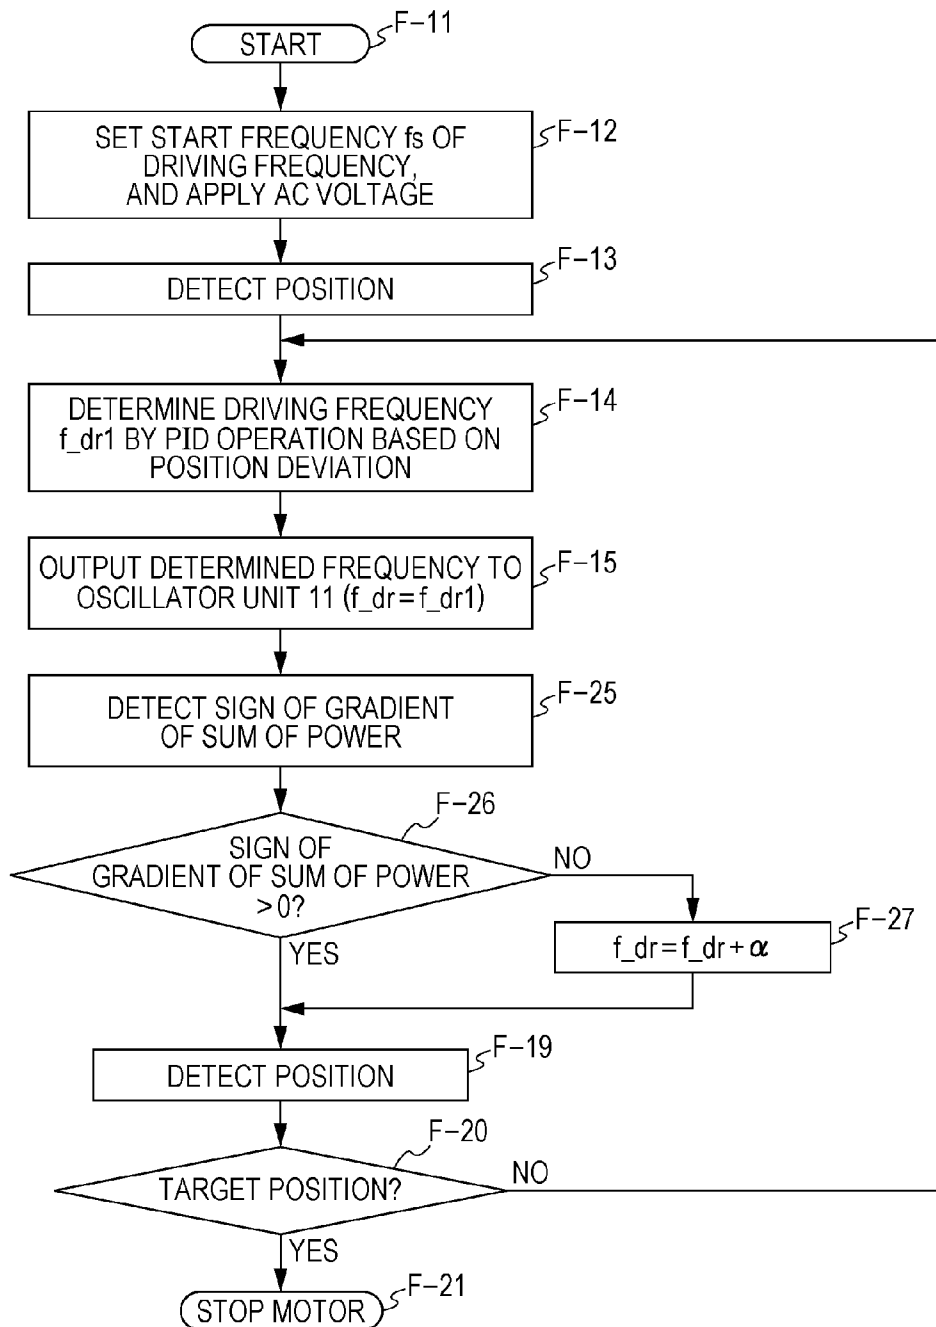 F-11
START
SET START FREQUENCY fs OF
DRIVING FREQUENCY,
AND APPLY AC VOLTAGE
F-12
F-13
DETECT POSITION
DETERMINE DRIVING FREQUENCY
f_dr1 BY PID OPERATION BASED ON
POSITION DEVIATION
F-14
OUTPUT DETERMINED FREQUENCY TO
OSCILLATOR UNIT 11 (f_dr=f_dr1)
F-15
DETECT SIGN OF GRADIENT
OF SUM OF POWER
F-25
F-26
SIGN OF
GRADIENT OF SUM OF POWER
>0?
NO
YES
f_dr=f_dr+α
F-27
F-19
DETECT POSITION
F-20
TARGET POSITION?
NO
YES
F-21
STOP MOTOR